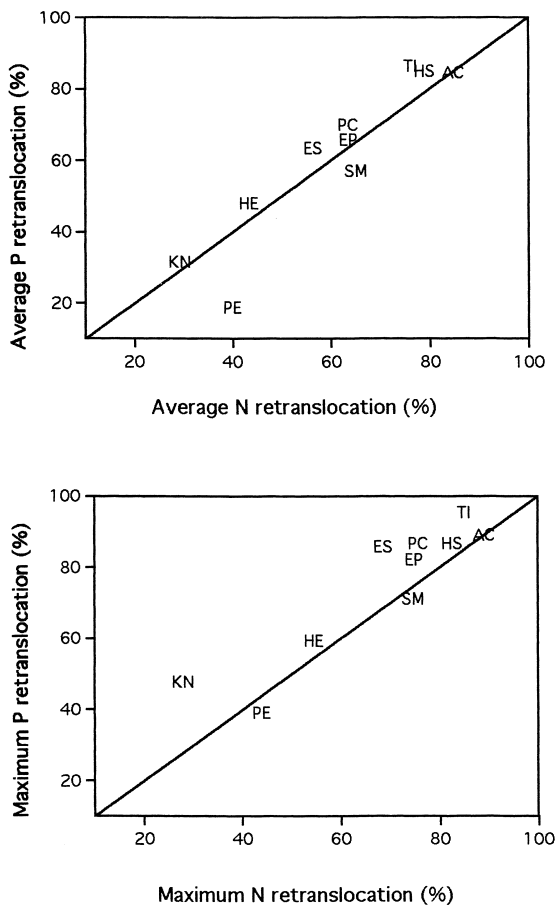 Average P retranslocation (%)
100
80
60
40
20
TI HS AC
PC
EP
ES
SM
HE
KN
PE
20 40 60 80 100
Average N retranslocation (%)
Maximum P retranslocation (%)
100
80
60
40
20
TI
AC
ES PC HS
EP
SM
HE
KN
PE
20 40 60 80 100
Maximum N retranslocation (%)